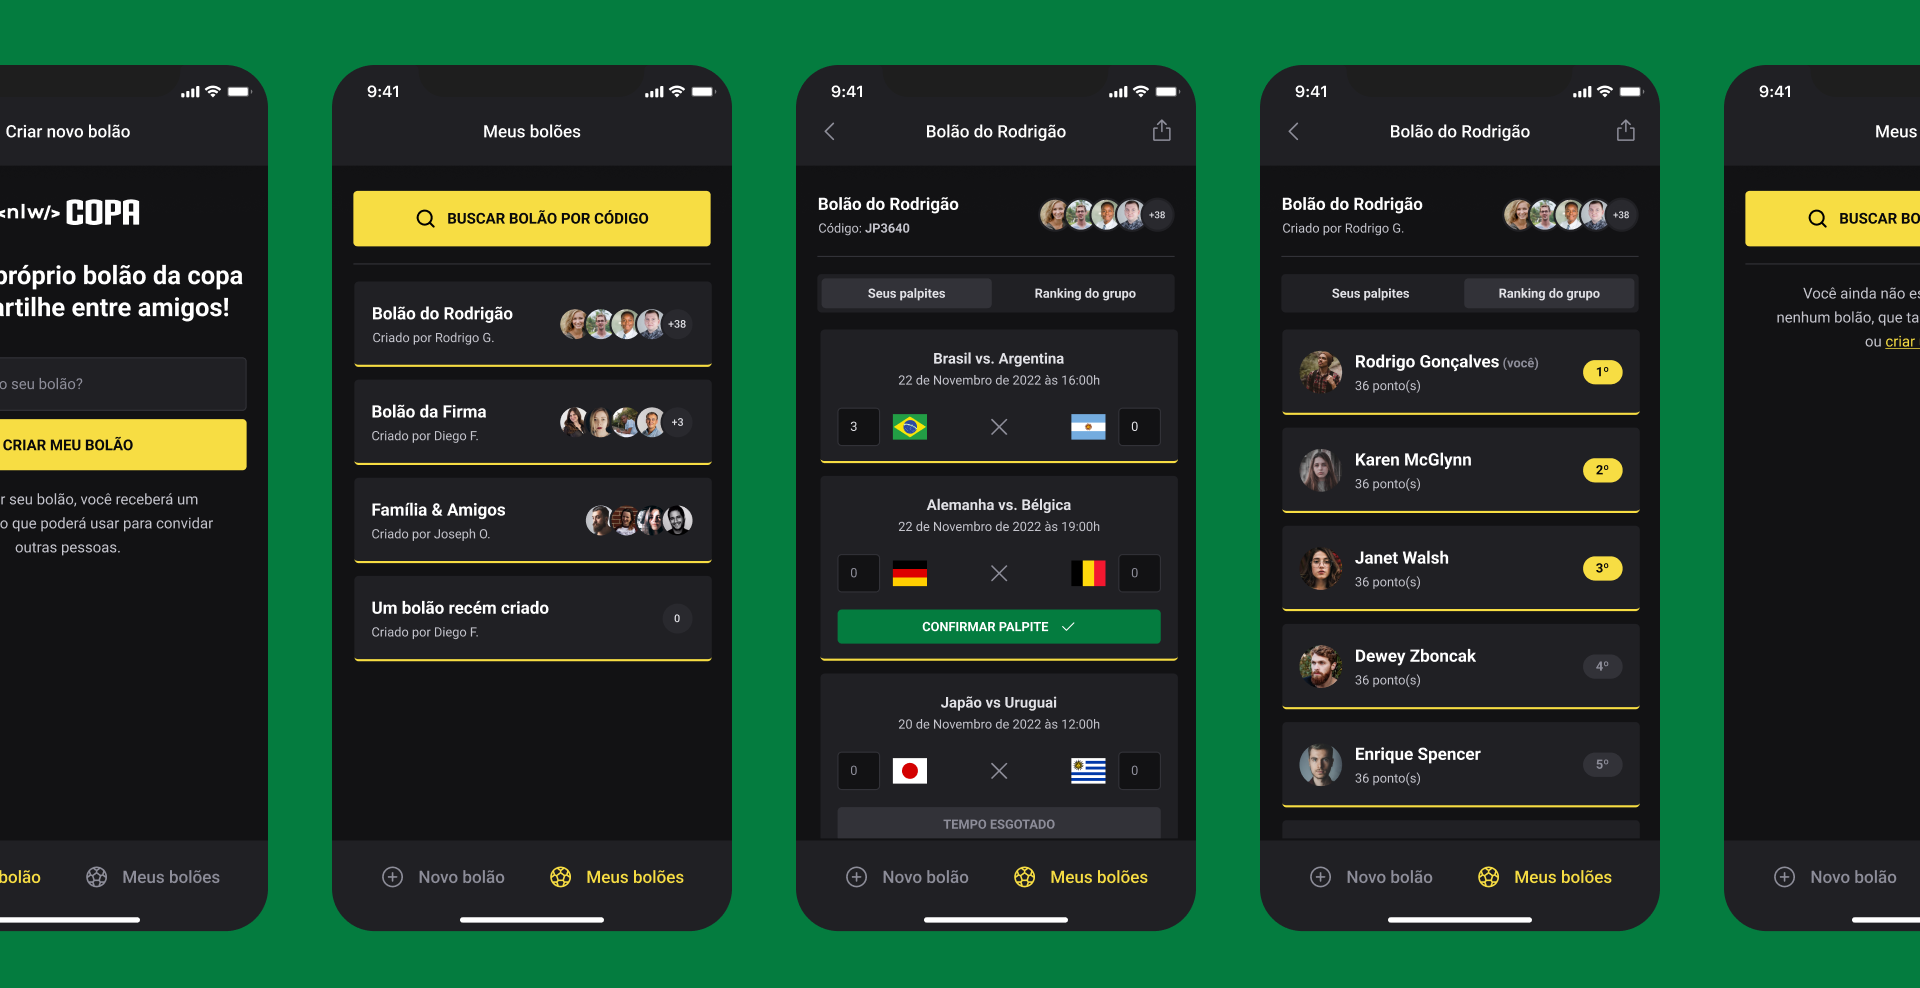 Criar novo bolão
<nlw/> COPA
próprio bolão da copa
artilhe entre amigos!
o seu bolão?
CRIAR MEU BOLÃO
r seu bolão, você receberá um
o que poderá usar para convidar
outras pessoas.
bolão
Meus bolões
9:41
Meus bolões
BUSCAR BOLÃO POR CÓDIGO
Bolão do Rodrigão
Criado por Rodrigo G.
+38
Bolão da Firma
Criado por Diego F.
+3
Família & Amigos
Criado por Joseph O.
Um bolão recém criado
Criado por Diego F.
0
Novo bolão
Meus bolões
9:41
Bolão do Rodrigão
Bolão do Rodrigão
Código: JP3640
+38
Seus palpites
Ranking do grupo
Brasil vs. Argentina
22 de Novembro de 2022 às 16:00h
3
0
Alemanha vs. Bélgica
22 de Novembro de 2022 às 19:00h
0
0
CONFIRMAR PALPITE
Japão vs Uruguai
20 de Novembro de 2022 às 12:00h
0
0
TEMPO ESGOTADO
Novo bolão
Meus bolões
9:41
Bolão do Rodrigão
Bolão do Rodrigão
Criado por Rodrigo G.
+38
Seus palpites
Ranking do grupo
Rodrigo Gonçalves (você)
36 ponto(s)
1º
Karen McGlynn
36 ponto(s)
2º
Janet Walsh
36 ponto(s)
3º
Dewey Zboncak
36 ponto(s)
4º
Enrique Spencer
36 ponto(s)
5º
Novo bolão
Meus bolões
9:41
Meus
BUSCAR BO
Você ainda não es
nenhum bolão, que ta
ou criar
Novo bolão